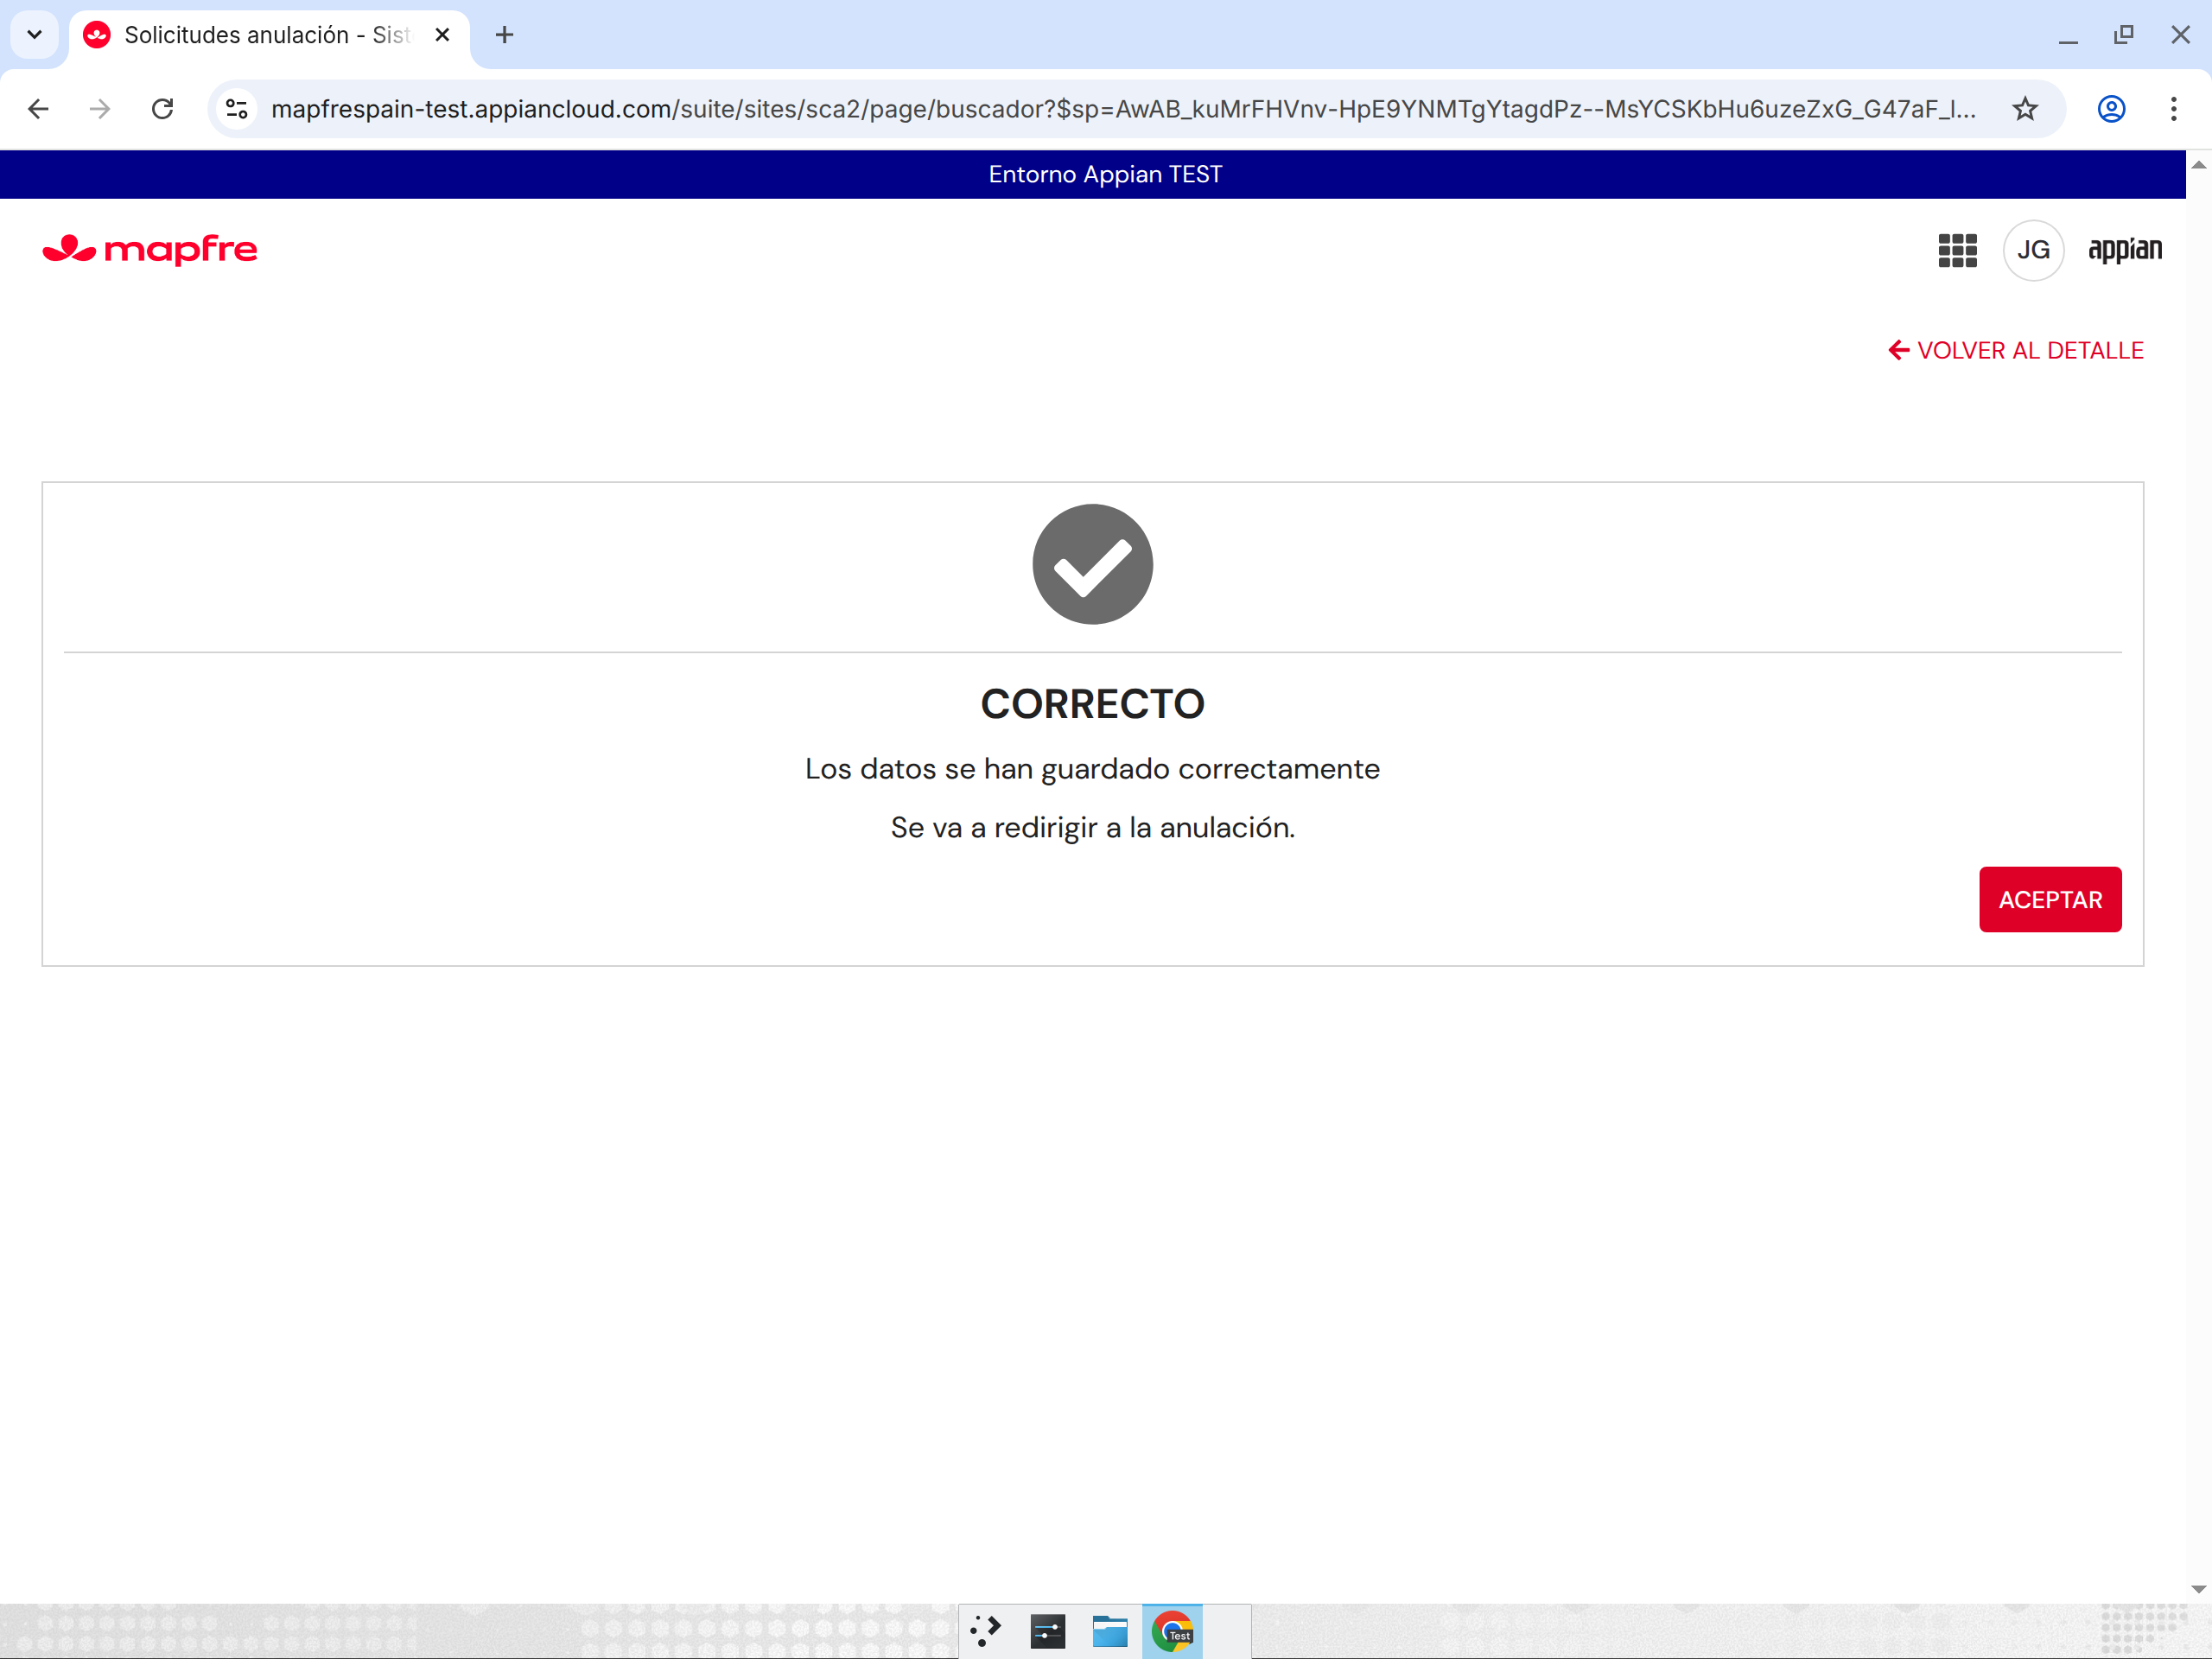 Solicitudes anulación - Sist
mapfrespain-test.appiancloud.com/suite/sites/sca2/page/buscador?$sp=AwAB_kuMrFHVnv-HpE9YNMTgYtagdPz--MsYCSKbHu6uzeZxG_G47aF_I...
Entorno Appian TEST
mapfre
JG
appian
VOLVER AL DETALLE
CORRECTO
Los datos se han guardado correctamente
Se va a redirigir a la anulación.
ACEPTAR
Test